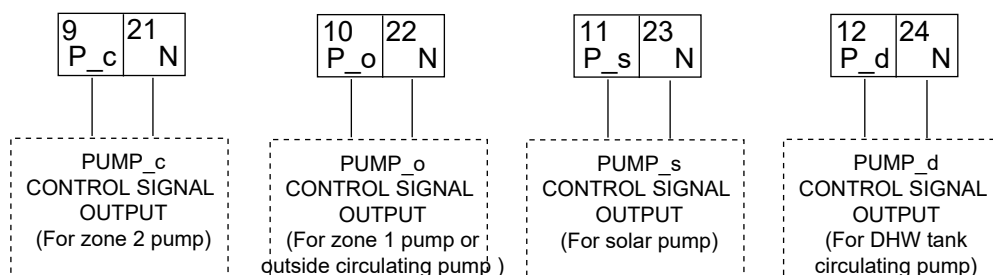 9 21
P_c N
PUMP_c
CONTROL SIGNAL
OUTPUT
(For zone 2 pump)
10 22
P_o N
PUMP_o
CONTROL SIGNAL
OUTPUT
(For zone 1 pump or
outside circulating pump )
11 23
P_s N
PUMP_s
CONTROL SIGNAL
OUTPUT
(For solar pump)
12 24
P_d N
PUMP_d
CONTROL SIGNAL
OUTPUT
(For DHW tank
circulating pump)